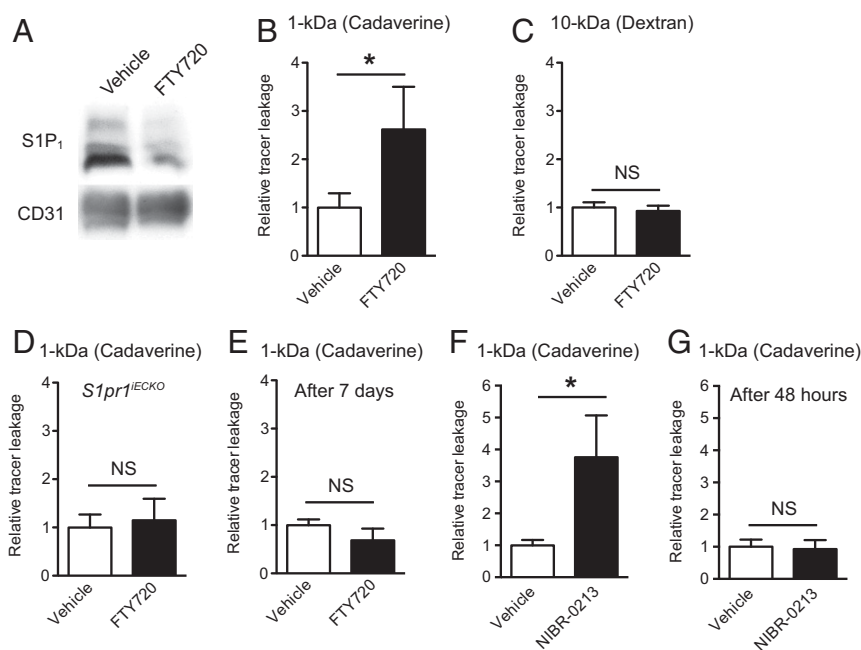 A
Vehicle
FTY720
S1P₁
CD31
B
1-kDa (Cadaverine)
Relative tracer leakage
4
3
2
1
0
*
Vehicle
FTY720
C
10-kDa (Dextran)
Relative tracer leakage
4
3
2
1
0
NS
Vehicle
FTY720
D
1-kDa (Cadaverine)
S1pr1^iECKO
Relative tracer leakage
4
3
2
1
0
NS
Vehicle
FTY720
E
1-kDa (Cadaverine)
After 7 days
Relative tracer leakage
4
3
2
1
0
NS
Vehicle
FTY720
F
1-kDa (Cadaverine)
Relative tracer leakage
6
5
4
3
2
1
0
*
Vehicle
NIBR-0213
G
1-kDa (Cadaverine)
After 48 hours
Relative tracer leakage
6
5
4
3
2
1
0
NS
Vehicle
NIBR-0213